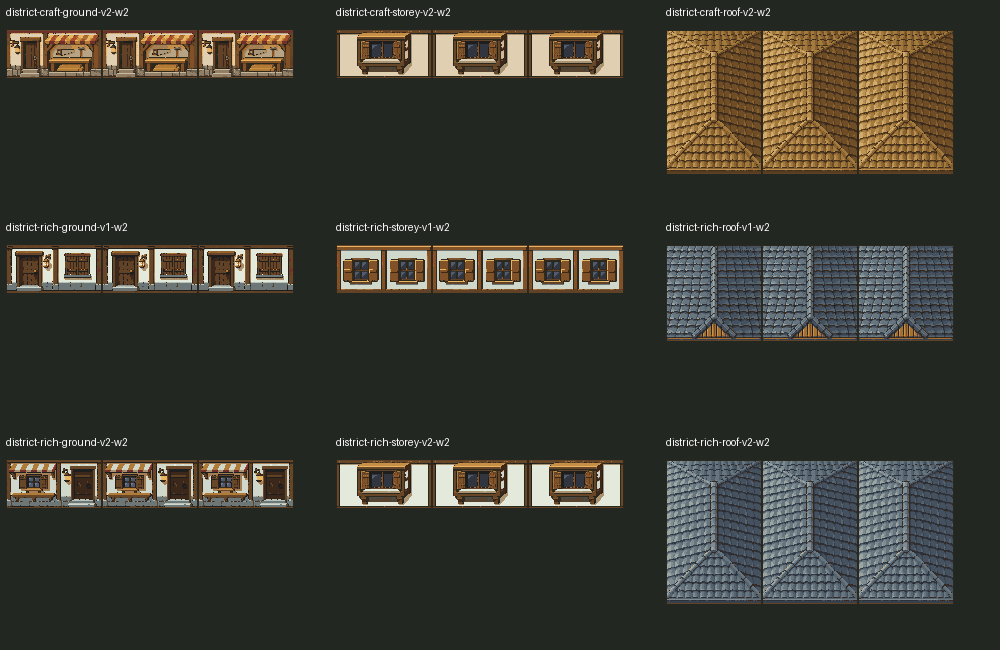 district-craft-ground-v2-w2
district-craft-storey-v2-w2
district-craft-roof-v2-w2
district-rich-ground-v1-w2
district-rich-storey-v1-w2
district-rich-roof-v1-w2
district-rich-ground-v2-w2
district-rich-storey-v2-w2
district-rich-roof-v2-w2